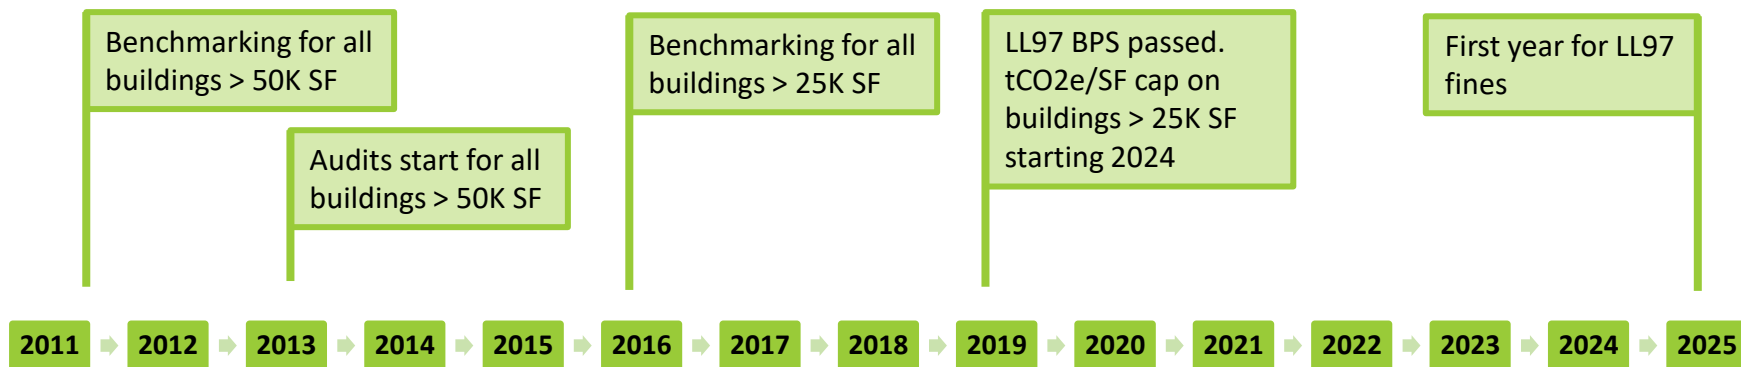 Benchmarking for all
buildings > 50K SF
Audits start for all
buildings > 50K SF
Benchmarking for all
buildings > 25K SF
LL97 BPS passed.
tCO2e/SF cap on
buildings > 25K SF
starting 2024
First year for LL97
fines
2011 2012 2013 2014 2015 2016 2017 2018 2019 2020 2021 2022 2023 2024 2025